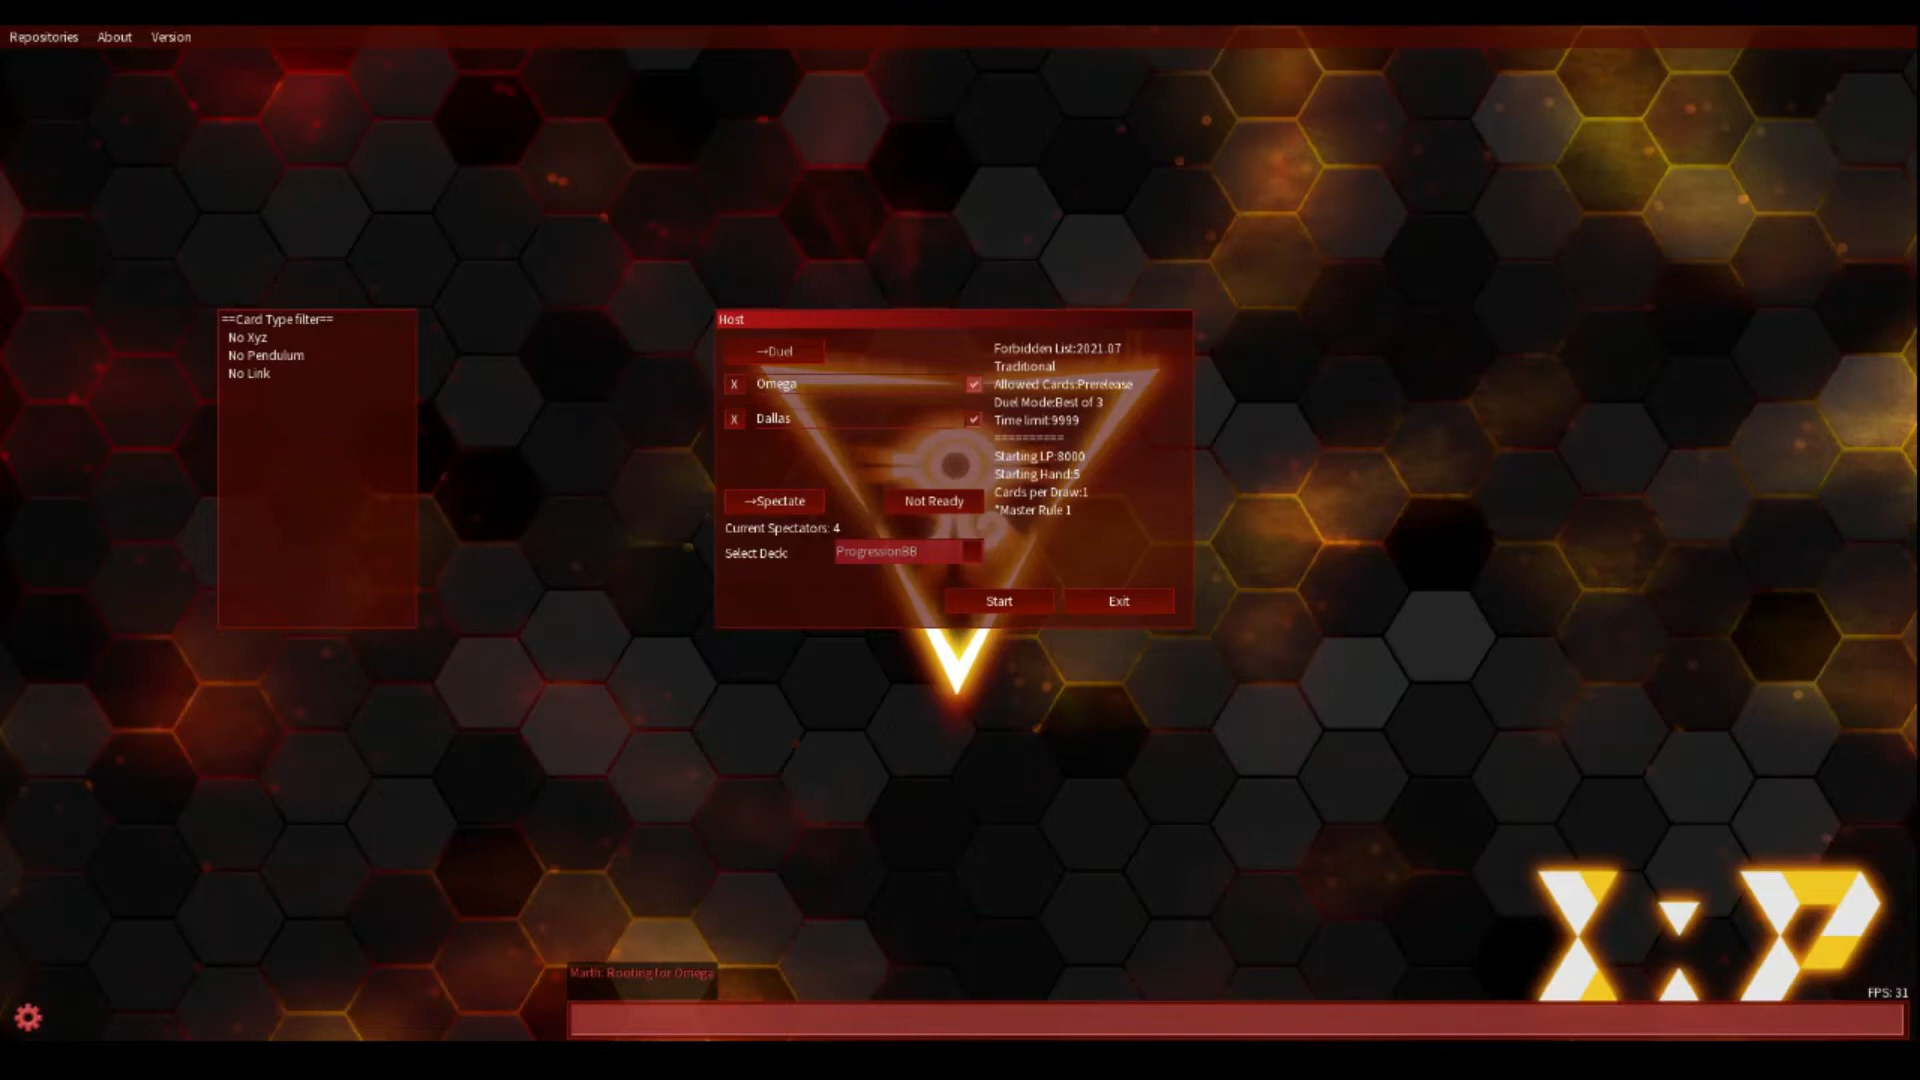 Repositories About Version
==Card Type filter==
No Xyz
No Pendulum
No Link
Host
→Duel
X Omega
X Dallas
→Spectate
Not Ready
Current Spectators: 4
Select Deck:
ProgressionBB
Forbidden List:2021.07
Traditional
Allowed Cards:Prerelease
Duel Mode:Best of 3
Time limit:9999
==========
Starting LP:8000
Starting Hand:5
Cards per Draw:1
*Master Rule 1
Start
Exit
Marth: Rooting for Omega
X:P
FPS: 31